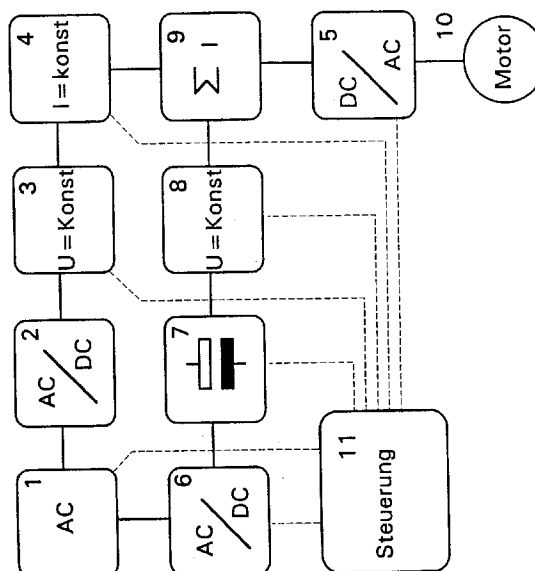 1
AC
2
AC
DC
3
U = Konst
4
I = konst
6
AC
DC
7
8
U = Konst
9
Σ I
5
DC
AC
10
Motor
11
Steuerung